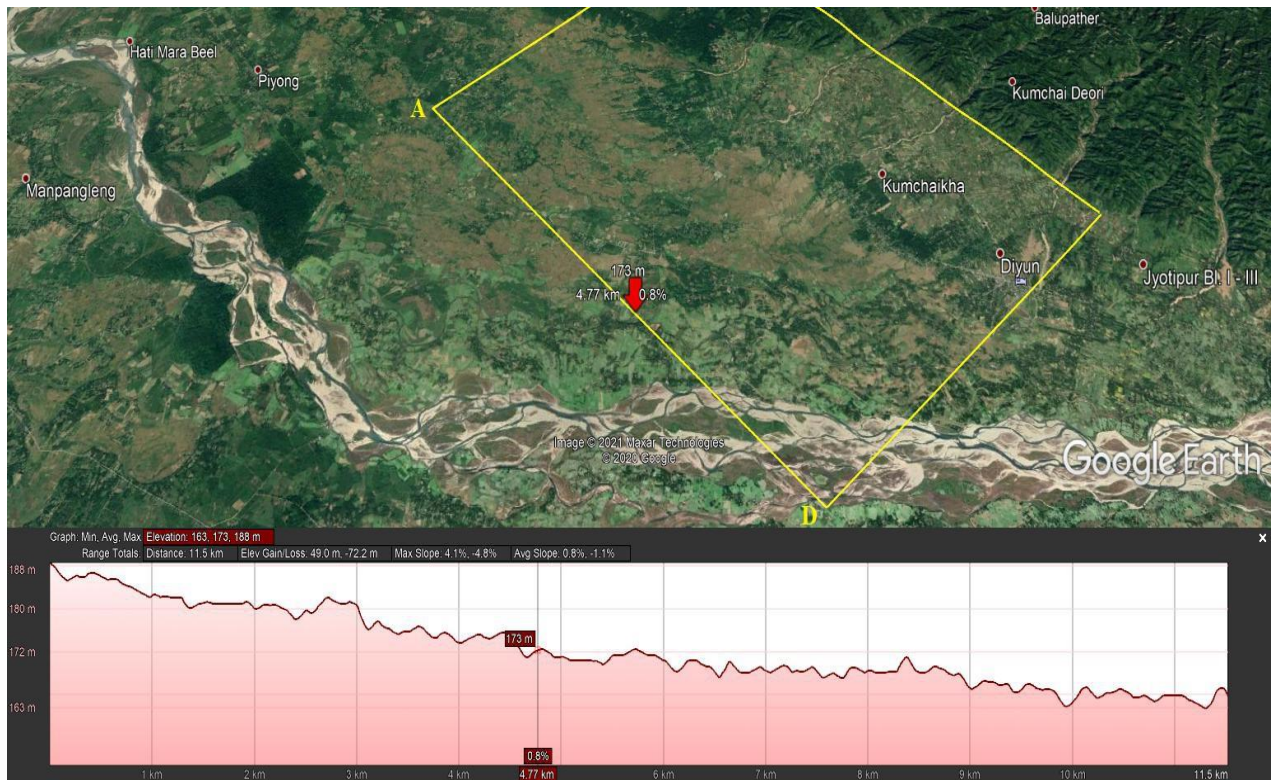 Balupather
Hati Mara Beel
Piyong
Kumchai Deori
A
Manpangleng
Kumchaikha
Diyun
Jyotipur Bl. I - III
173 m
4.77 km 0.8%
Image © 2021 Maxar Technologies
© 2020 Google
Google Earth
D
Graph: Min, Avg, Max Elevation: 163, 173, 188 m
x
Range Totals: Distance: 11.5 km Elev Gain/Loss: 49.0 m, -72.2 m Max Slope: 4.1%, -4.8% Avg Slope: 0.8%, -1.1%
188 m
180 m
173 m
172 m
163 m
0.8%
1 km 2 km 3 km 4 km 4.77 km 6 km 7 km 8 km 9 km 10 km 11.5 km